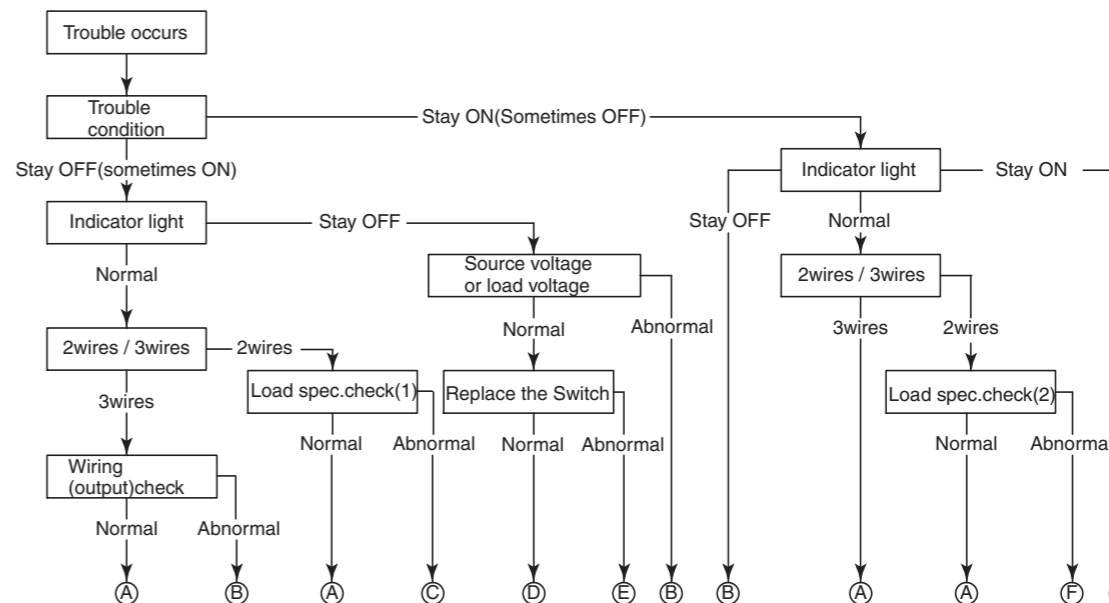 Trouble occurs
Trouble
condition
Stay ON(Sometimes OFF)
Stay OFF(sometimes ON)
Indicator light
Stay ON
Indicator light
Stay OFF
Stay OFF
Normal
Normal
Source voltage
or load voltage
2wires / 3wires
Normal
Abnormal
3wires
2wires
2wires / 3wires
2wires
Load spec.check(1)
Replace the Switch
Load spec.check(2)
3wires
Normal
Abnormal
Normal
Abnormal
Normal
Abnormal
Wiring
(output)check
Normal
Abnormal
A
B
A
C
D
E
B
B
A
A
F